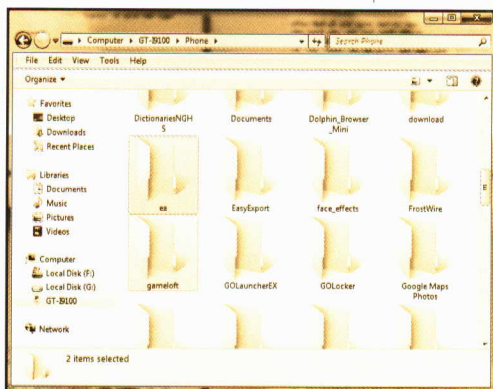 Computer ▸ GT-I9100 ▸ Phone ▸
Search Phone
File Edit View Tools Help
Organize ▾
Favorites
Desktop
Downloads
Recent Places
Libraries
Documents
Music
Pictures
Videos
Computer
Local Disk (F:)
Local Disk (G:)
GT-I9100
Network
DictionariesNGH
S
Documents
Dolphin_Browser
_Mini
download
ea
EasyExport
face_effects
FrostWire
gameloft
GOLauncherEX
GOLocker
Google Maps
Photos
2 items selected